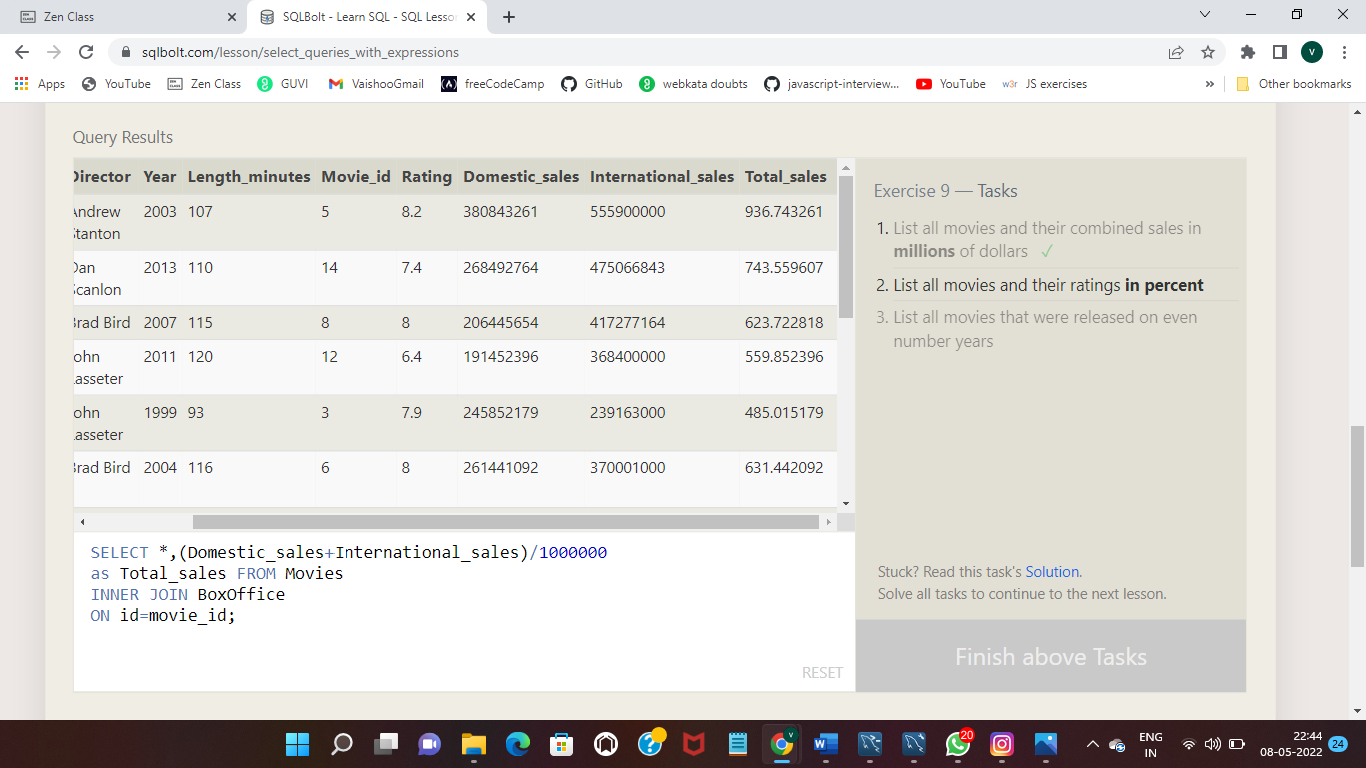 Zen Class
SQLBolt - Learn SQL - SQL Lesson
sqlbolt.com/lesson/select_queries_with_expressions
V
Apps YouTube Zen Class GUVI VaishooGmail freeCodeCamp GitHub webkata doubts javascript-interview... YouTube w3r JS exercises » Other bookmarks
Query Results
Director Year Length_minutes Movie_id Rating Domestic_sales International_sales Total_sales
Andrew Stanton 2003 107 5 8.2 380843261 555900000 936.743261
Dan Scanlon 2013 110 14 7.4 268492764 475066843 743.559607
Brad Bird 2007 115 8 8 206445654 417277164 623.722818
John Lasseter 2011 120 12 6.4 191452396 368400000 559.852396
John Lasseter 1999 93 3 7.9 245852179 239163000 485.015179
Brad Bird 2004 116 6 8 261441092 370001000 631.442092
SELECT *,(Domestic_sales+International_sales)/1000000
as Total_sales FROM Movies
INNER JOIN BoxOffice
ON id=movie_id;
RESET
Exercise 9 — Tasks
1. List all movies and their combined sales in
millions of dollars ✓
2. List all movies and their ratings in percent
3. List all movies that were released on even
number years
Stuck? Read this task's Solution.
Solve all tasks to continue to the next lesson.
Finish above Tasks
20
ENG
IN
22:44
08-05-2022
24